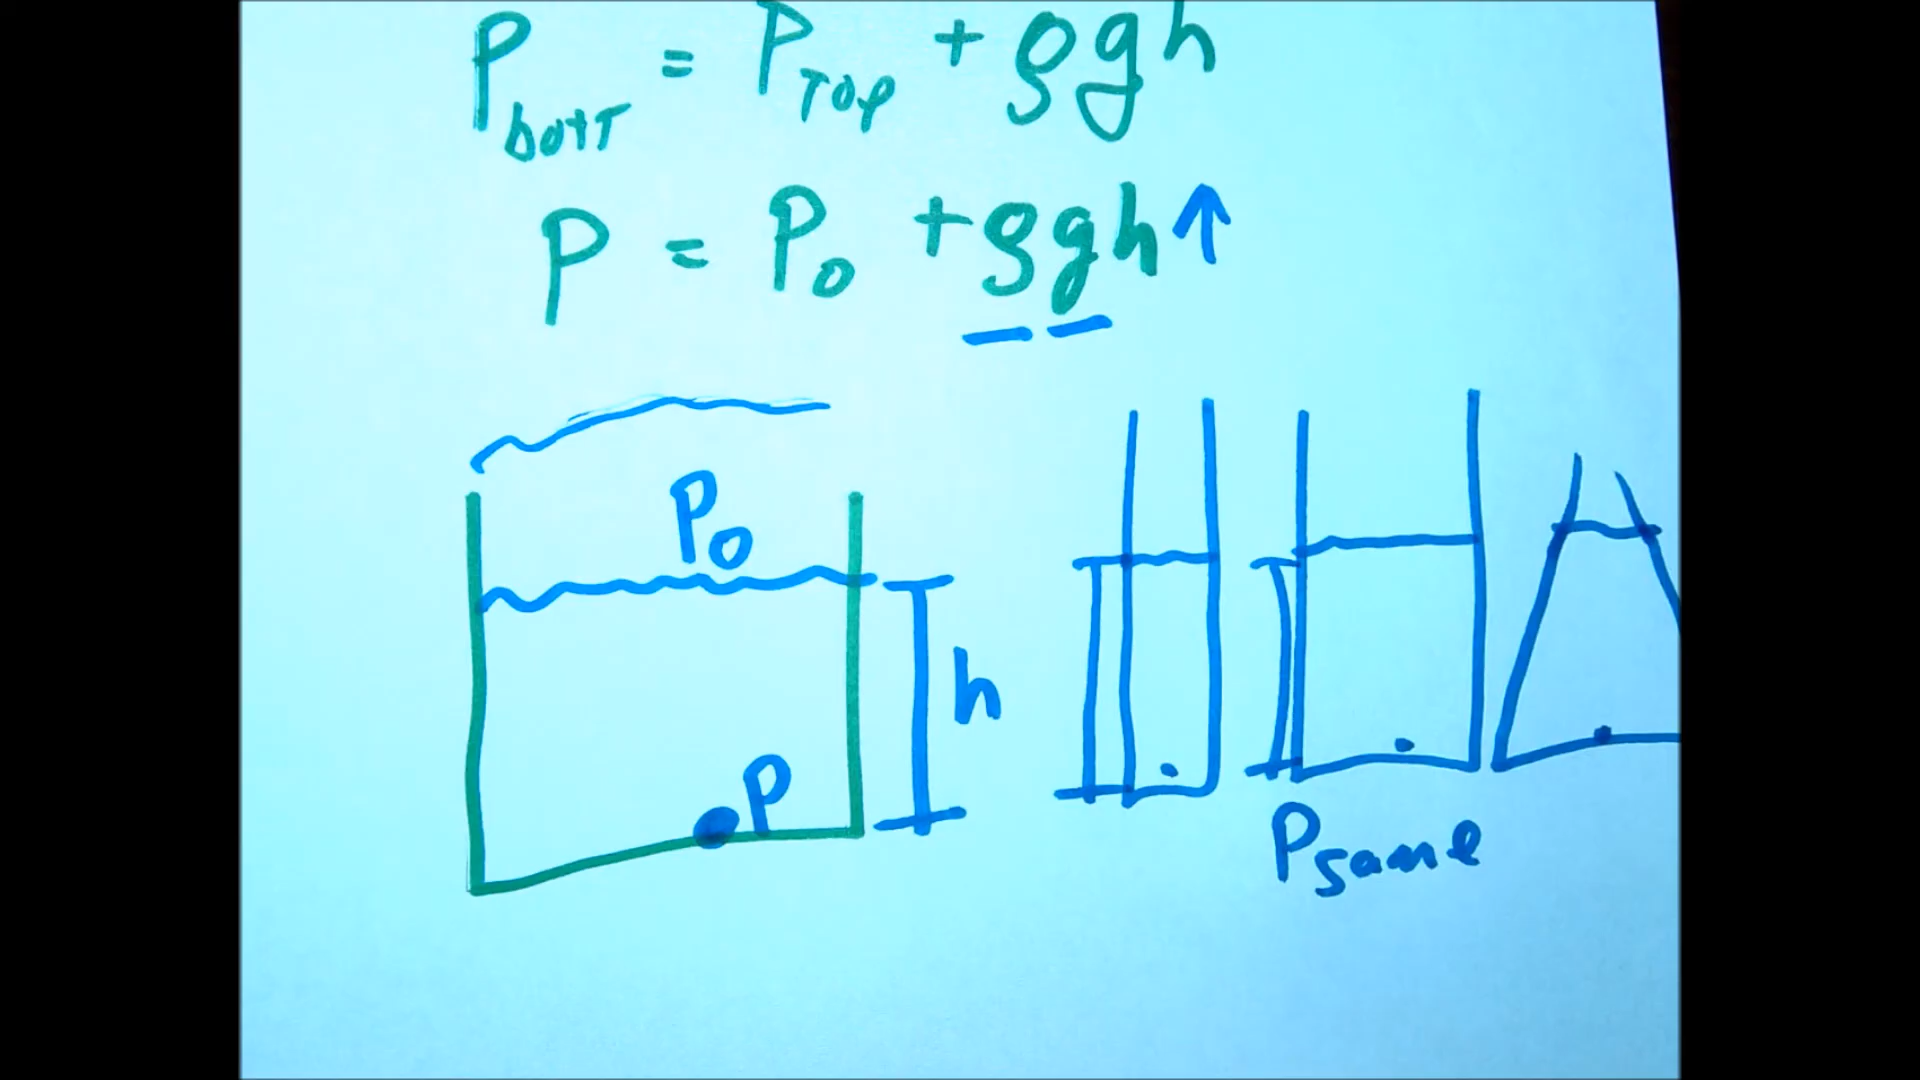 P_bott = P_Top + ρgh
P = P_0 + ρgh↑
P_0
h
P
P_same